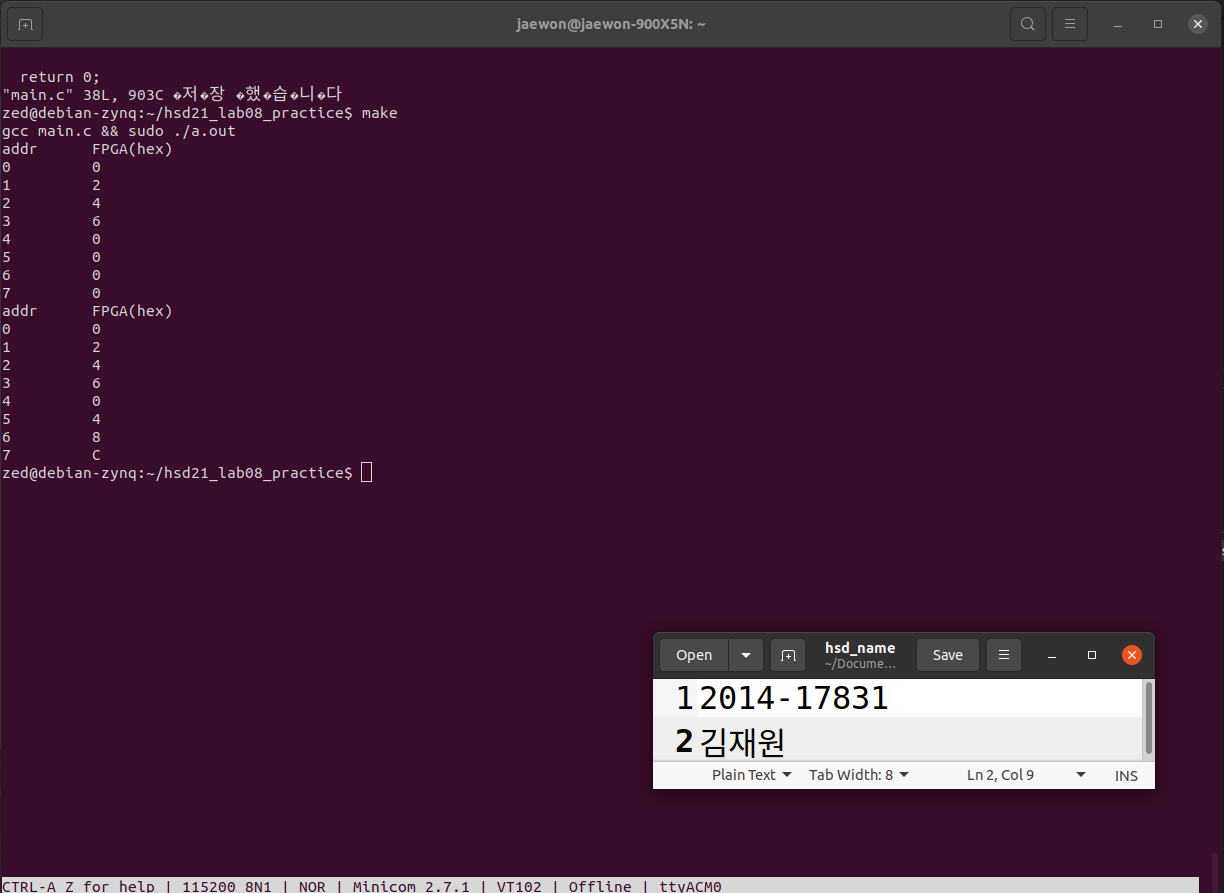 jaewon@jaewon-900X5N: ~
return 0;
"main.c" 38L, 903C �저�장 �했�습�니�다
zed@debian-zynq:~/hsd21_lab08_practice$ make
gcc main.c && sudo ./a.out
addr FPGA(hex)
0 0
1 2
2 4
3 6
4 0
5 0
6 0
7 0
addr FPGA(hex)
0 0
1 2
2 4
3 6
4 0
5 4
6 8
7 C
zed@debian-zynq:~/hsd21_lab08_practice$
Open hsd_name Save
~/Docume...
1 2014-17831
2 김재원
Plain Text Tab Width: 8 Ln 2, Col 9 INS
CTRL-A Z for help | 115200 8N1 | NOR | Minicom 2.7.1 | VT102 | Offline | ttyACM0